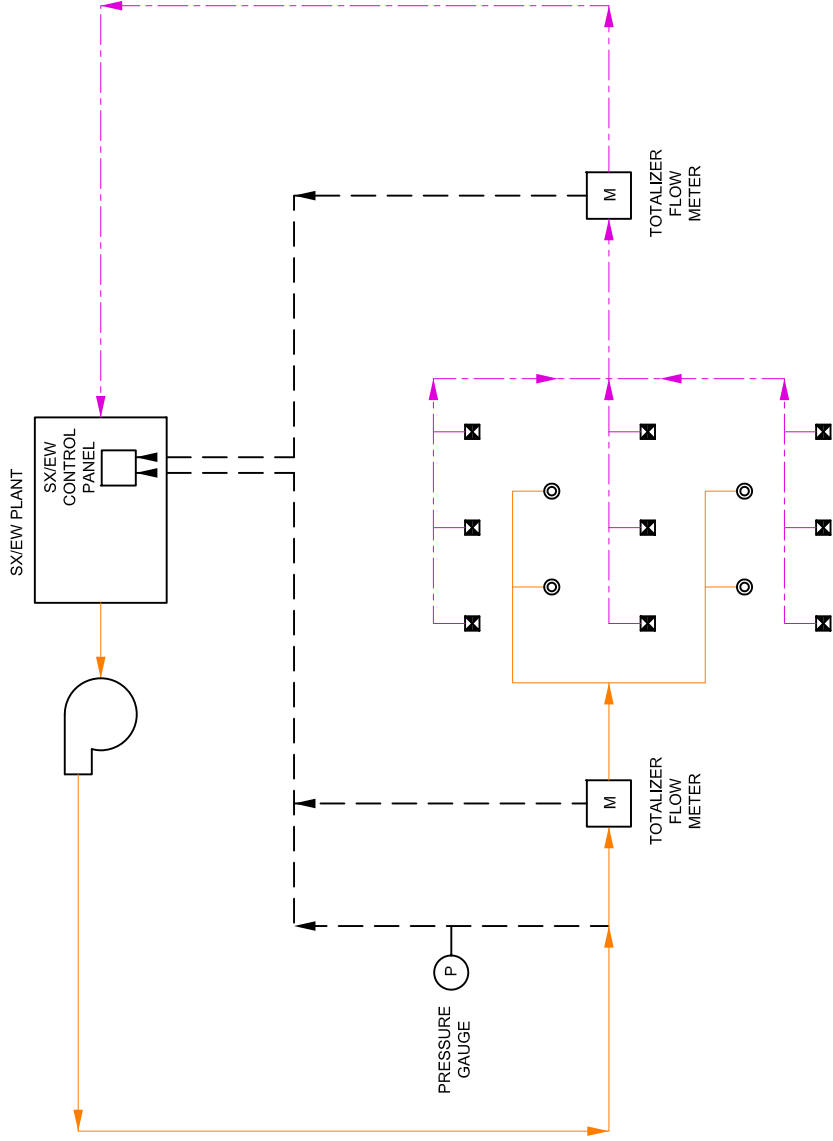 SX/EW PLANT
SX/EW
CONTROL
PANEL
M
TOTALIZER
FLOW
METER
M
TOTALIZER
FLOW
METER
P
PRESSURE
GAUGE